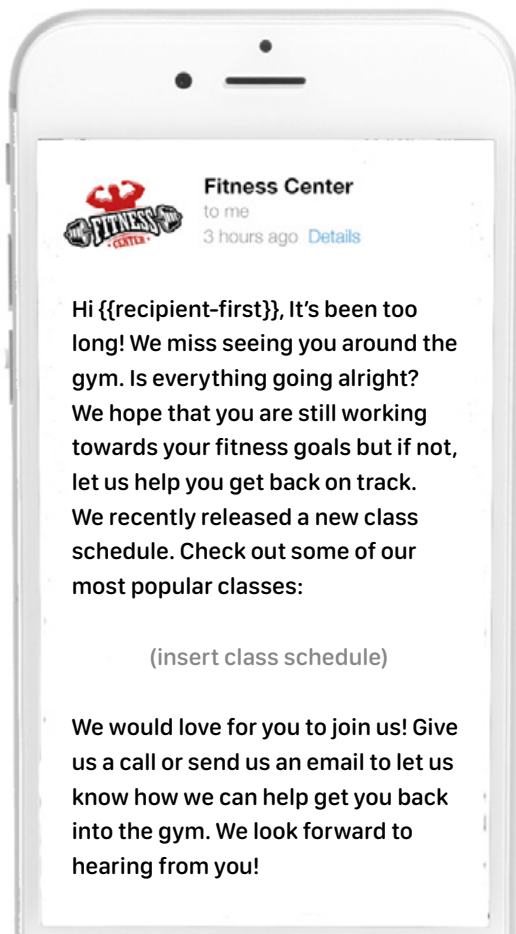 FITNESS
CENTER
Fitness Center
to me
3 hours ago Details
Hi {{recipient-first}}, It's been too
long! We miss seeing you around the
gym. Is everything going alright?
We hope that you are still working
towards your fitness goals but if not,
let us help you get back on track.
We recently released a new class
schedule. Check out some of our
most popular classes:
(insert class schedule)
We would love for you to join us! Give
us a call or send us an email to let us
know how we can help get you back
into the gym. We look forward to
hearing from you!